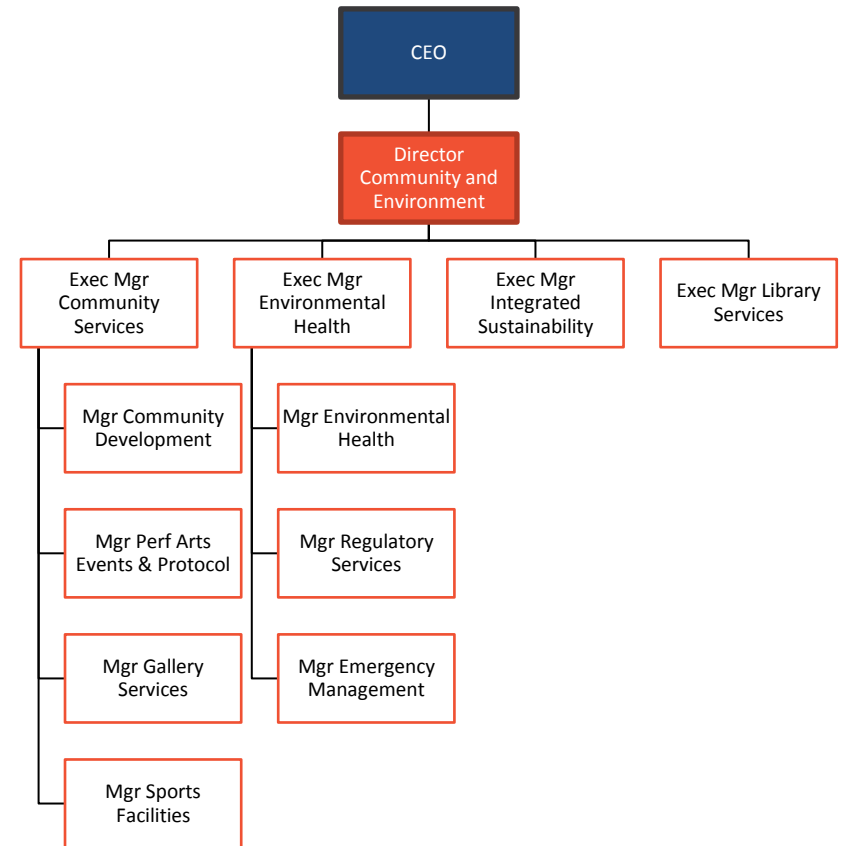 CEO
Director
Community and
Environment
Exec Mgr
Community
Services
Exec Mgr
Environmental
Health
Exec Mgr
Integrated
Sustainability
Exec Mgr Library
Services
Mgr Community
Development
Mgr Environmental
Health
Mgr Perf Arts
Events & Protocol
Mgr Regulatory
Services
Mgr Gallery
Services
Mgr Emergency
Management
Mgr Sports
Facilities